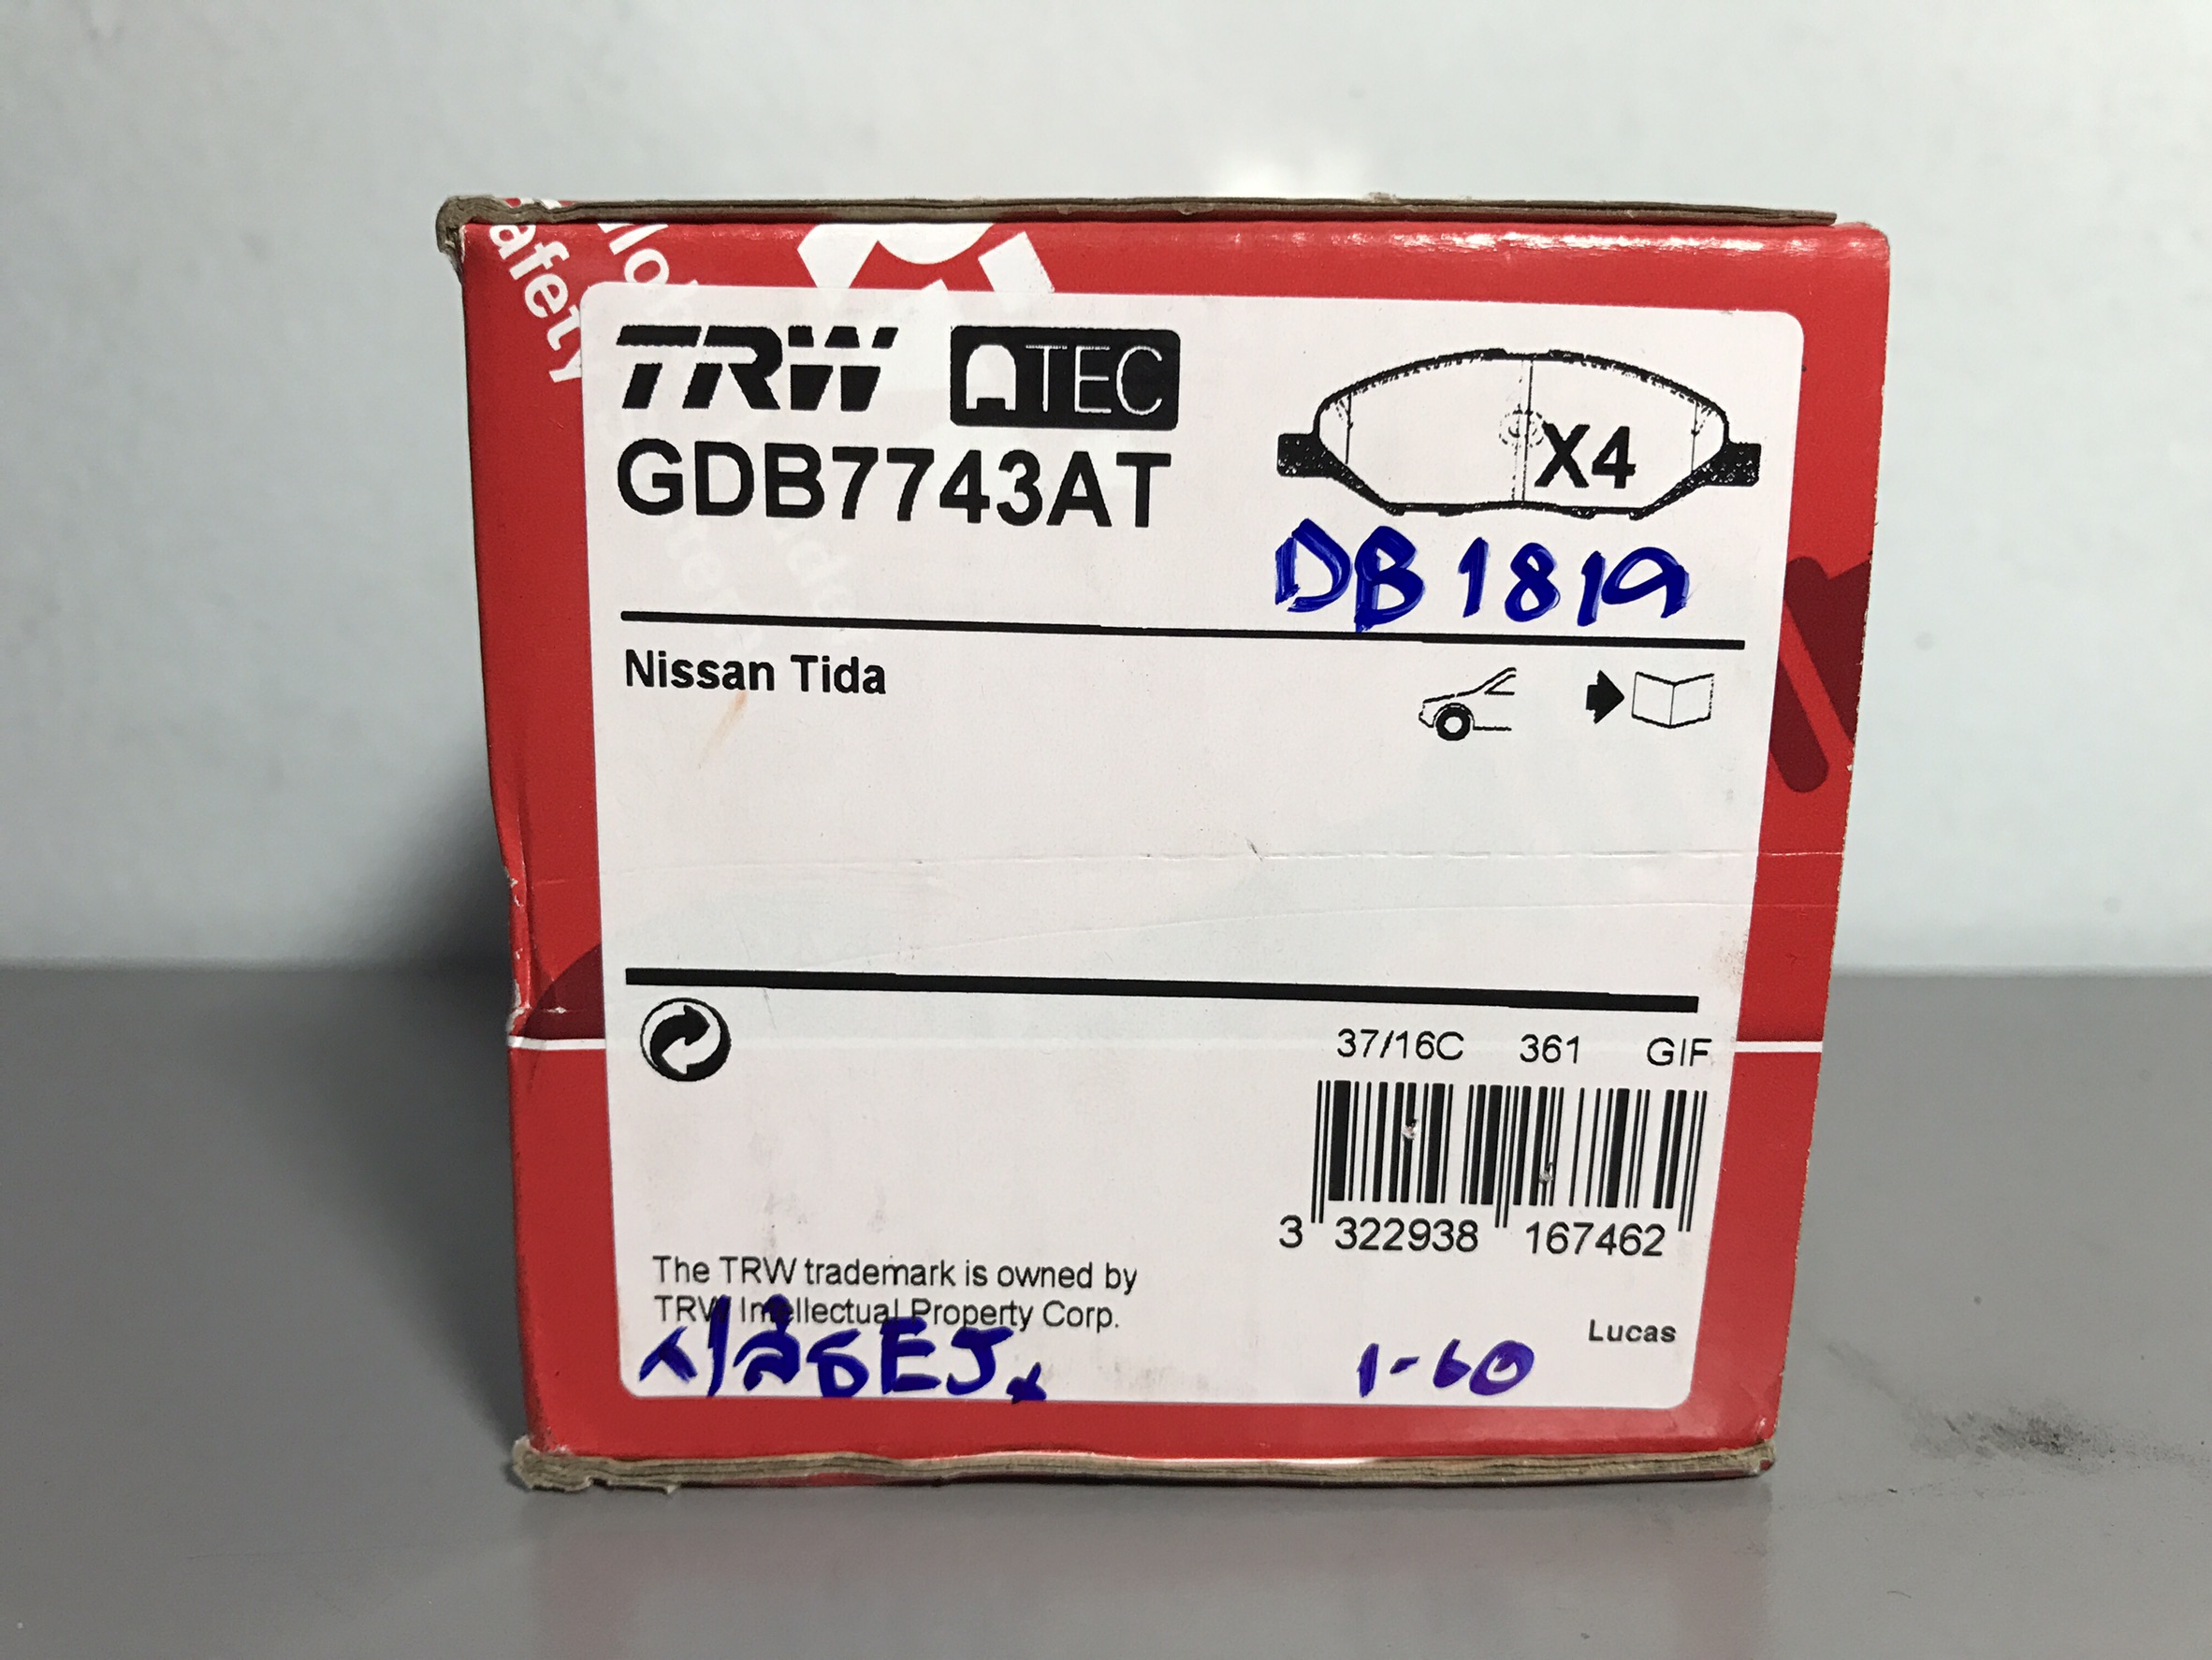 afety
TRW ATEC
GDB7743AT
X4
DB1819
Nissan Tida
37/16C 361 GIF
3 322938 167462
The TRW trademark is owned by
TRW Intellectual Property Corp.
Lucas
1-60